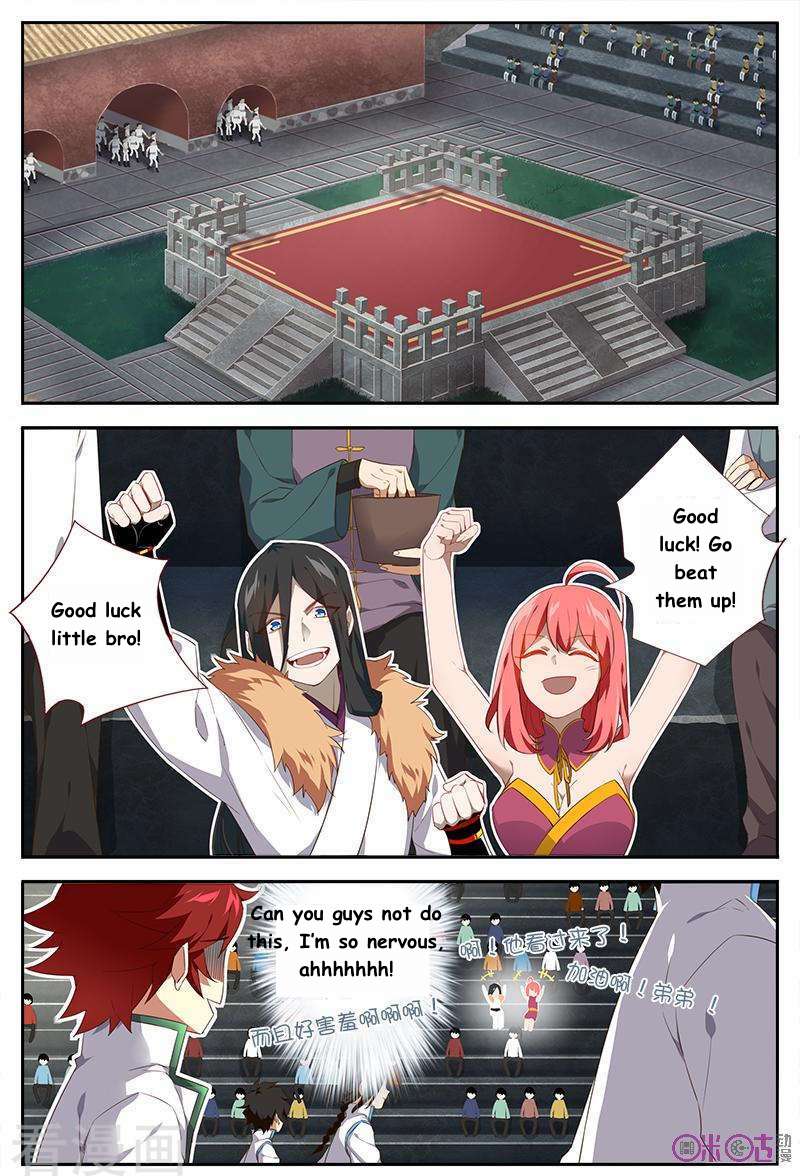 Good
luck! Go
beat
them up!
Good luck
little bro!
Can you guys not do
this, I'm so nervous,
ahhhhhhh!
啊！他看过来了！
加油啊！弟弟！
而且好害羞啊啊啊！
看漫画
咪咕
动漫